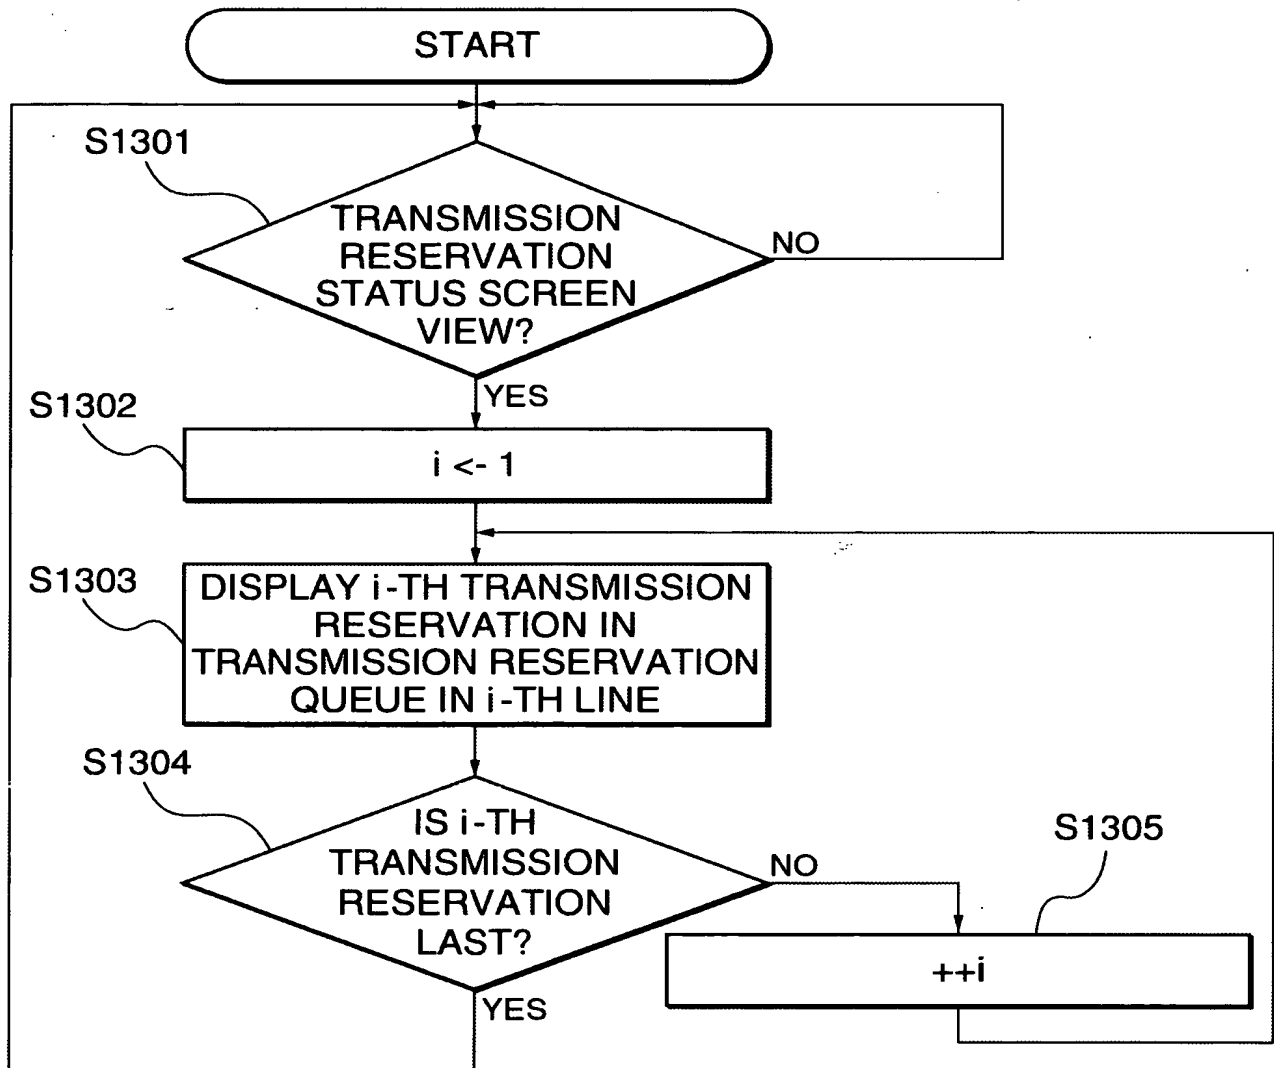 START
S1301
TRANSMISSION
RESERVATION
STATUS SCREEN
VIEW?
NO
YES
S1302
i <- 1
S1303
DISPLAY i-TH TRANSMISSION
RESERVATION IN
TRANSMISSION RESERVATION
QUEUE IN i-TH LINE
S1304
IS i-TH
TRANSMISSION
RESERVATION
LAST?
NO
S1305
++i
YES